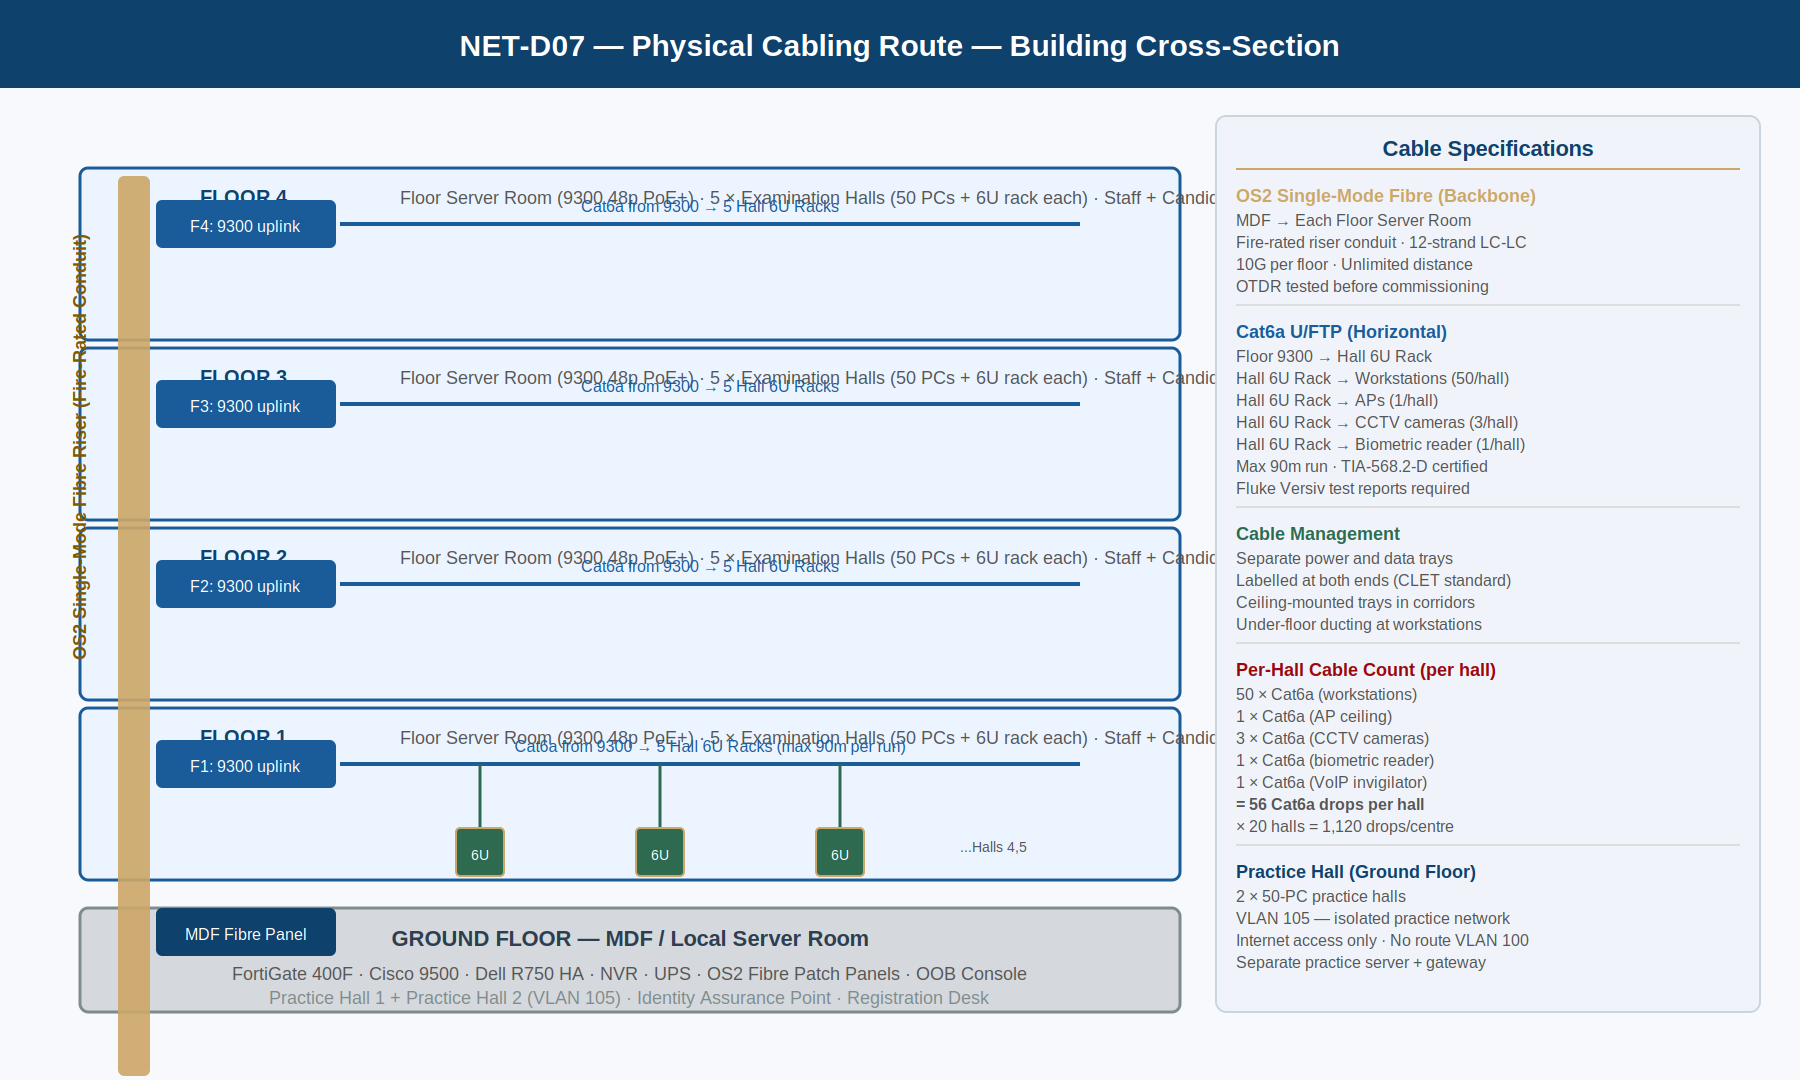 NET-D07 — Physical Cabling Route — Building Cross-Section
OS2 Single-Mode Fibre Riser (Fire-Rated Conduit)
FLOOR 4
Floor Server Room (9300 48p PoE+) · 5 × Examination Halls (50 PCs + 6U rack each) · Staff + Candid
Cat6a from 9300 → 5 Hall 6U Racks
F4: 9300 uplink
FLOOR 3
Floor Server Room (9300 48p PoE+) · 5 × Examination Halls (50 PCs + 6U rack each) · Staff + Candid
Cat6a from 9300 → 5 Hall 6U Racks
F3: 9300 uplink
FLOOR 2
Floor Server Room (9300 48p PoE+) · 5 × Examination Halls (50 PCs + 6U rack each) · Staff + Candid
Cat6a from 9300 → 5 Hall 6U Racks
F2: 9300 uplink
FLOOR 1
Floor Server Room (9300 48p PoE+) · 5 × Examination Halls (50 PCs + 6U rack each) · Staff + Candid
Cat6a from 9300 → 5 Hall 6U Racks (max 90m per run)
F1: 9300 uplink
6U
6U
6U
...Halls 4,5
MDF Fibre Panel
GROUND FLOOR — MDF / Local Server Room
FortiGate 400F · Cisco 9500 · Dell R750 HA · NVR · UPS · OS2 Fibre Patch Panels · OOB Console
Practice Hall 1 + Practice Hall 2 (VLAN 105) · Identity Assurance Point · Registration Desk
Cable Specifications
OS2 Single-Mode Fibre (Backbone)
MDF → Each Floor Server Room
Fire-rated riser conduit · 12-strand LC-LC
10G per floor · Unlimited distance
OTDR tested before commissioning
Cat6a U/FTP (Horizontal)
Floor 9300 → Hall 6U Rack
Hall 6U Rack → Workstations (50/hall)
Hall 6U Rack → APs (1/hall)
Hall 6U Rack → CCTV cameras (3/hall)
Hall 6U Rack → Biometric reader (1/hall)
Max 90m run · TIA-568.2-D certified
Fluke Versiv test reports required
Cable Management
Separate power and data trays
Labelled at both ends (CLET standard)
Ceiling-mounted trays in corridors
Under-floor ducting at workstations
Per-Hall Cable Count (per hall)
50 × Cat6a (workstations)
1 × Cat6a (AP ceiling)
3 × Cat6a (CCTV cameras)
1 × Cat6a (biometric reader)
1 × Cat6a (VoIP invigilator)
= 56 Cat6a drops per hall
× 20 halls = 1,120 drops/centre
Practice Hall (Ground Floor)
2 × 50-PC practice halls
VLAN 105 — isolated practice network
Internet access only · No route VLAN 100
Separate practice server + gateway